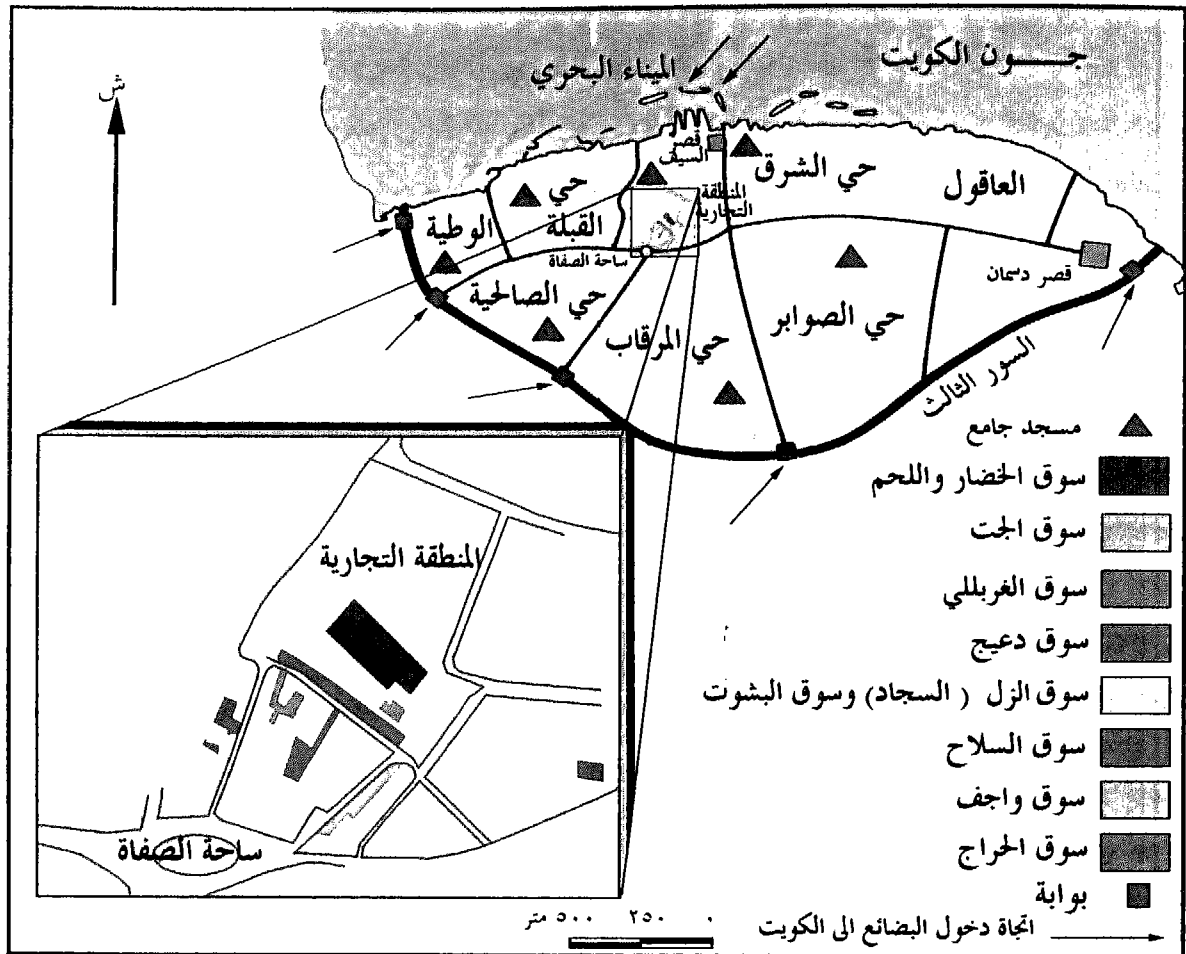 جـــون الكويت
الميناء البحري
ش
قصر
السيف
حي الشرق
العاقول
المنطقة
التجارية
حي
القبلة
الوطية
ساحة الصفاة
قصر دسمان
حي الصالحية
حي المرقاب
حي الصوابر
السور الثالث
مسجد جامع
سوق الخضار واللحم
سوق الجت
سوق الغربللي
سوق دعيج
سوق الزل ( السجاد) وسوق البشوت
سوق السلاح
سوق واجف
سوق الحراج
بوابة
اتجاة دخول البضائع الى الكويت
المنطقة التجارية
ساحة الصفاة
٠ ٢٥٠ ٥٠٠ متر